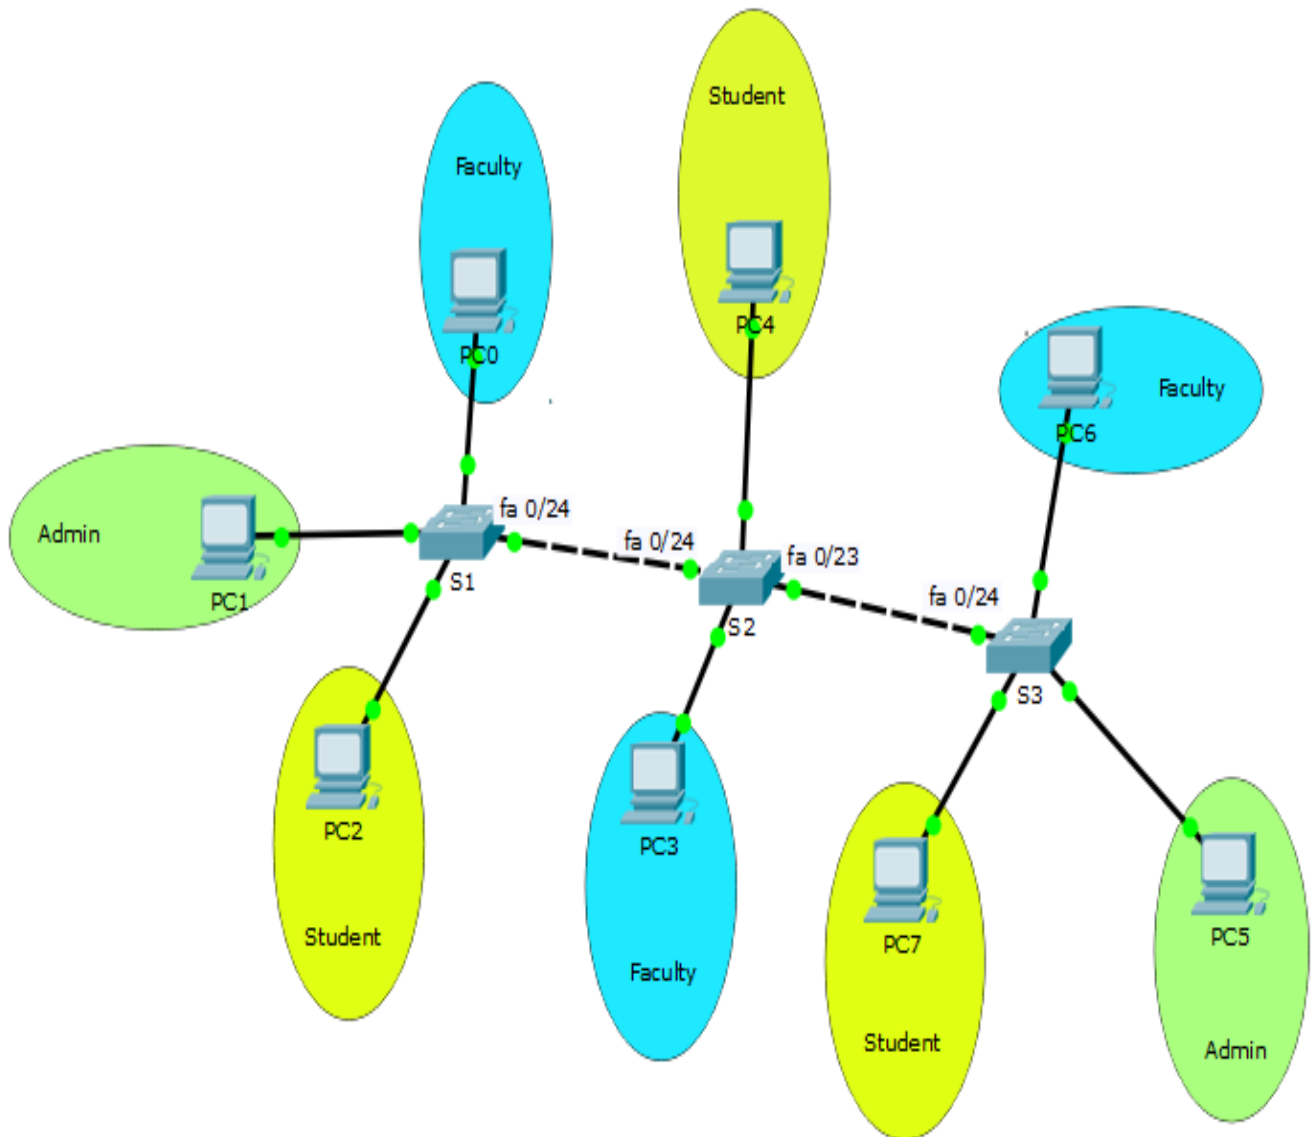 Student
Faculty
PC4
PC0
Faculty
PC6
fa 0/24
Admin
fa 0/24
fa 0/23
S1
PC1
fa 0/24
S2
S3
PC2
PC3
Student
PC7
PC5
Faculty
Student
Admin